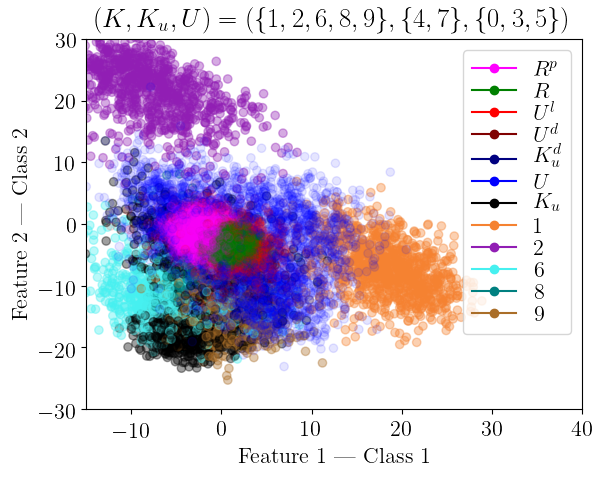 (K, K_u, U) = ({1, 2, 6, 8, 9}, {4, 7}, {0, 3, 5})
30
20
10
0
−10
−20
−30
Feature 2 — Class 2
R^p
R
U^l
U^d
K_u^d
U
K_u
1
2
6
8
9
−10
0
10
20
30
40
Feature 1 — Class 1